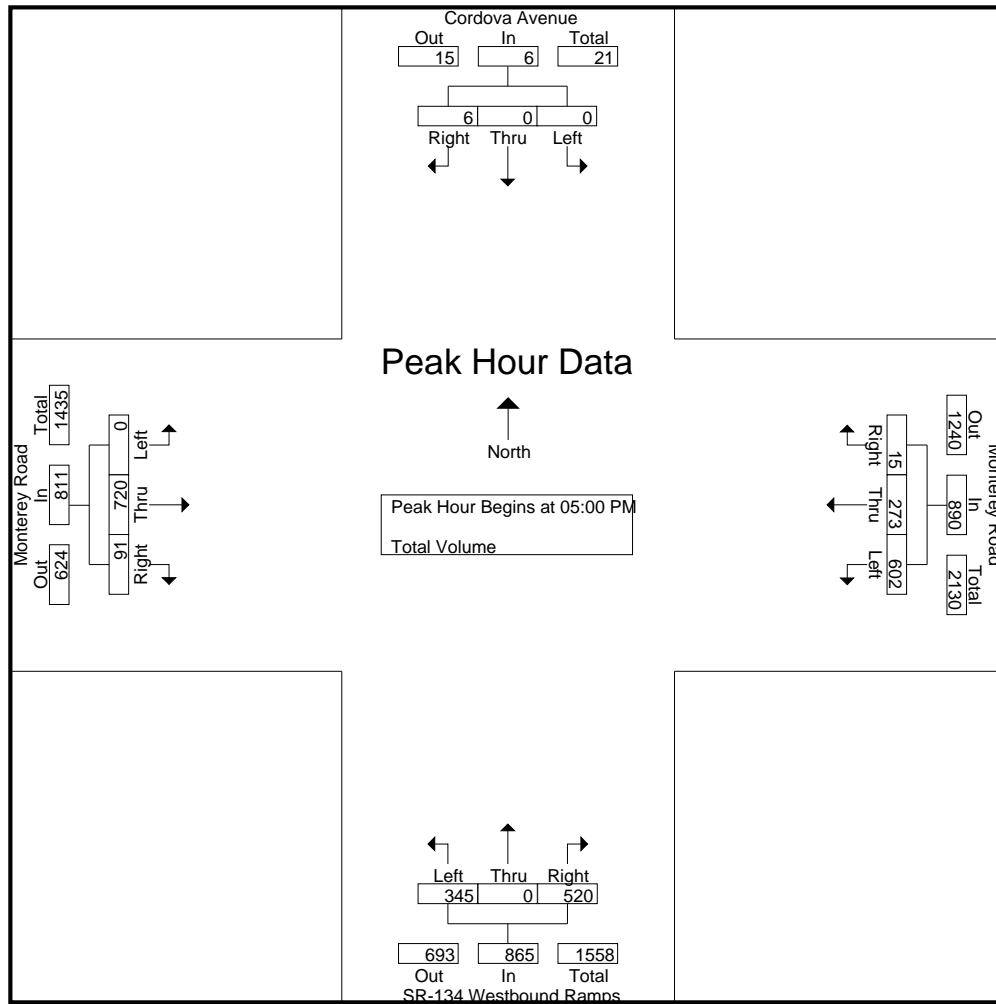 Cordova Avenue
Out In Total
15 6 21
6 0 0
Right Thru Left
Peak Hour Data
North
Peak Hour Begins at 05:00 PM
Total Volume
Monterey Road
Out In Total
624 811 1435
91 720 0
Right Thru Left
Monterey Road
Out In Total
1240 890 2130
15 273 602
Right Thru Left
Left Thru Right
345 0 520
693 865 1558
Out In Total
SR-134 Westbound Ramps